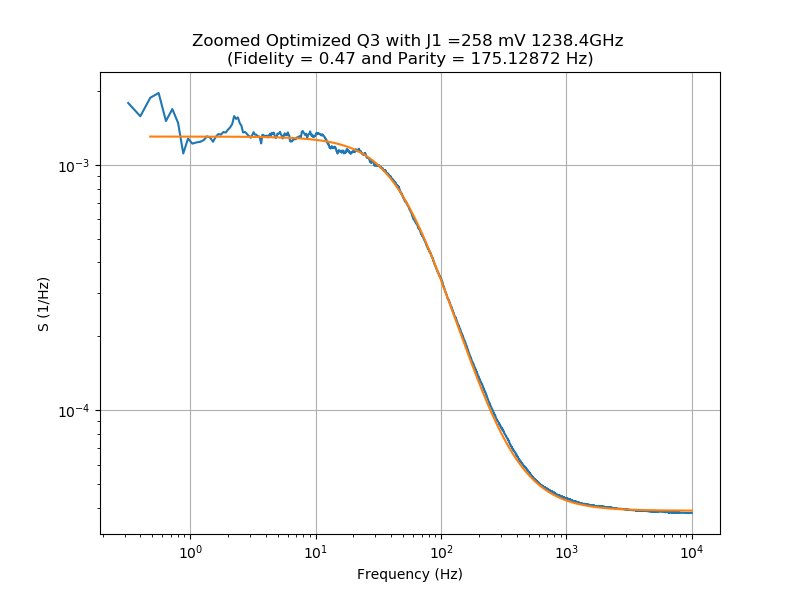 Zoomed Optimized Q3 with J1 =258 mV 1238.4GHz
(Fidelity = 0.47 and Parity = 175.12872 Hz)
S (1/Hz)
10⁻³
10⁻⁴
10⁰ 10¹ 10² 10³ 10⁴
Frequency (Hz)